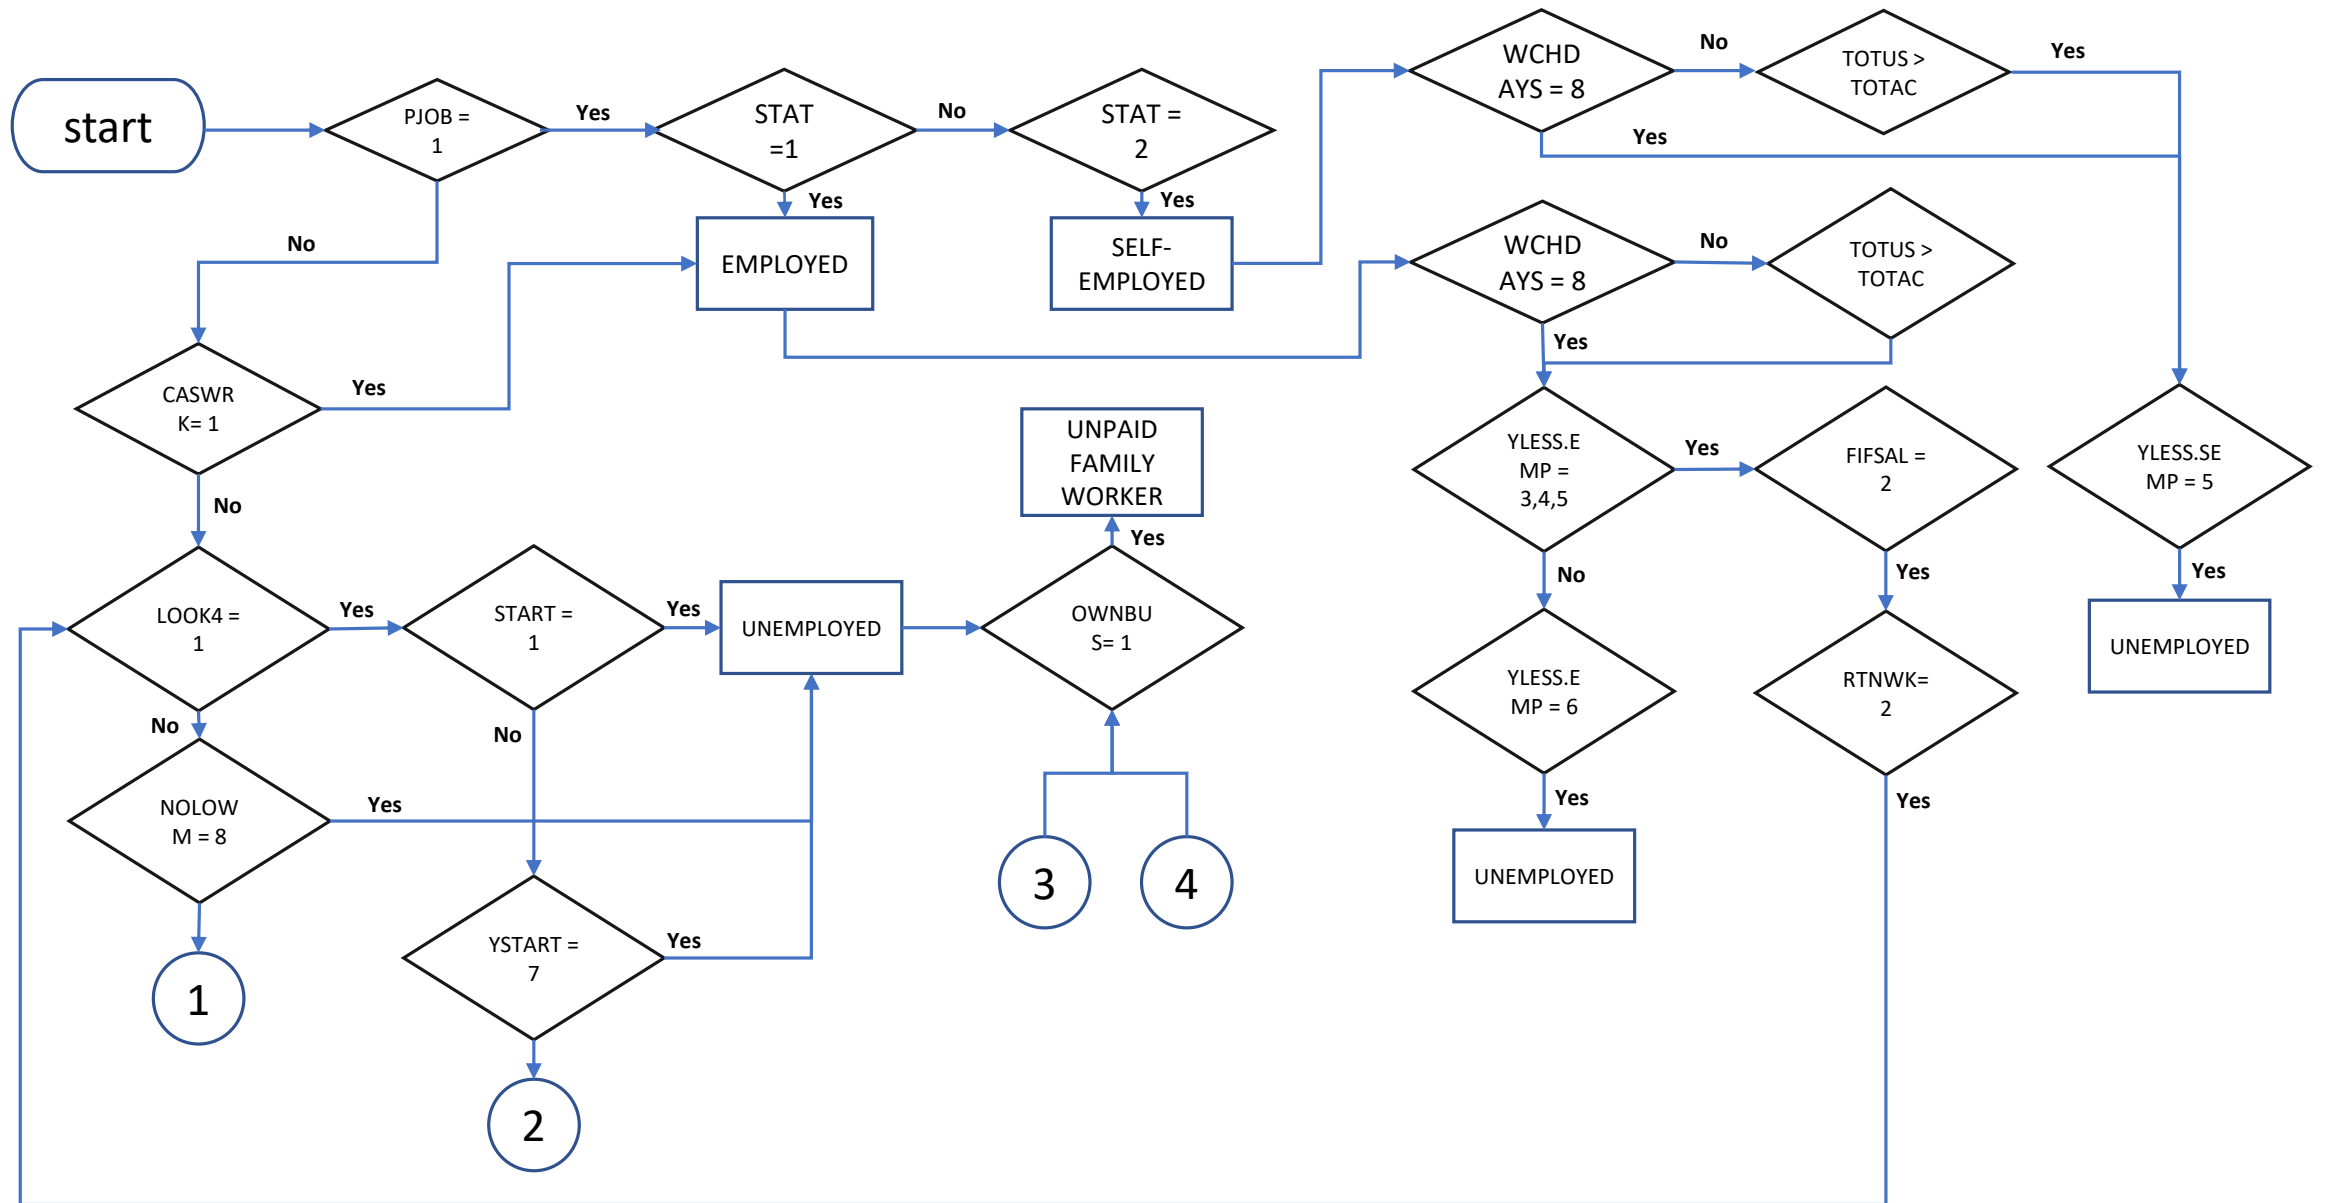 start
PJOB =
1
Yes
STAT
=1
No
STAT =
2
WCHD
AYS = 8
No
TOTUS >
TOTAC
Yes
Yes
Yes
Yes
No
EMPLOYED
SELF-
EMPLOYED
WCHD
AYS = 8
No
TOTUS >
TOTAC
Yes
CASWR
K= 1
Yes
No
UNPAID
FAMILY
WORKER
Yes
YLESS.E
MP =
3,4,5
Yes
FIFSAL =
2
YLESS.SE
MP = 5
No
Yes
Yes
LOOK4 =
1
Yes
START =
1
Yes
UNEMPLOYED
OWNBU
S= 1
UNEMPLOYED
No
No
YLESS.E
MP = 6
RTNWK=
2
Yes
Yes
NOLOW
M = 8
Yes
3
4
UNEMPLOYED
YSTART =
7
Yes
1
2